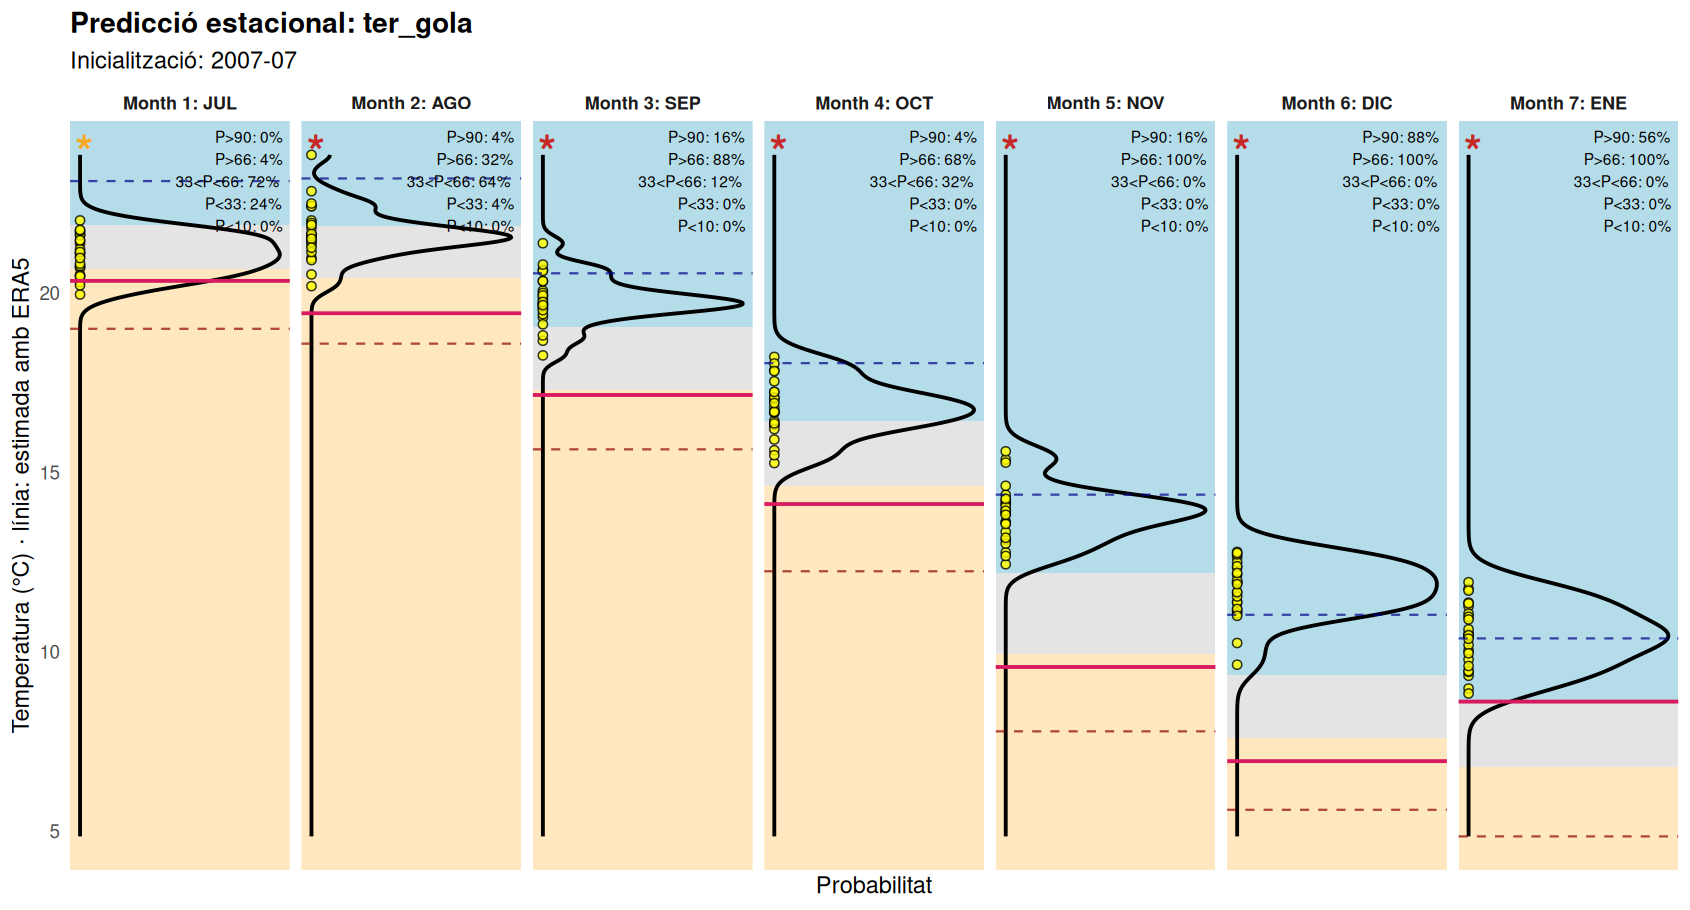 Predicció estacional: ter_gola
Inicialització: 2007-07
Month 1: JUL
Month 2: AGO
Month 3: SEP
Month 4: OCT
Month 5: NOV
Month 6: DIC
Month 7: ENE
*
P>90: 0%
P>66: 4%
33<P<66: 72%
P<33: 24%
P<10: 0%
*
P>90: 4%
P>66: 32%
33<P<66: 64%
P<33: 4%
P<10: 0%
*
P>90: 16%
P>66: 88%
33<P<66: 12%
P<33: 0%
P<10: 0%
*
P>90: 4%
P>66: 68%
33<P<66: 32%
P<33: 0%
P<10: 0%
*
P>90: 16%
P>66: 100%
33<P<66: 0%
P<33: 0%
P<10: 0%
*
P>90: 88%
P>66: 100%
33<P<66: 0%
P<33: 0%
P<10: 0%
*
P>90: 56%
P>66: 100%
33<P<66: 0%
P<33: 0%
P<10: 0%
Temperatura (°C) · línia: estimada amb ERA5
20
15
10
5
Probabilitat